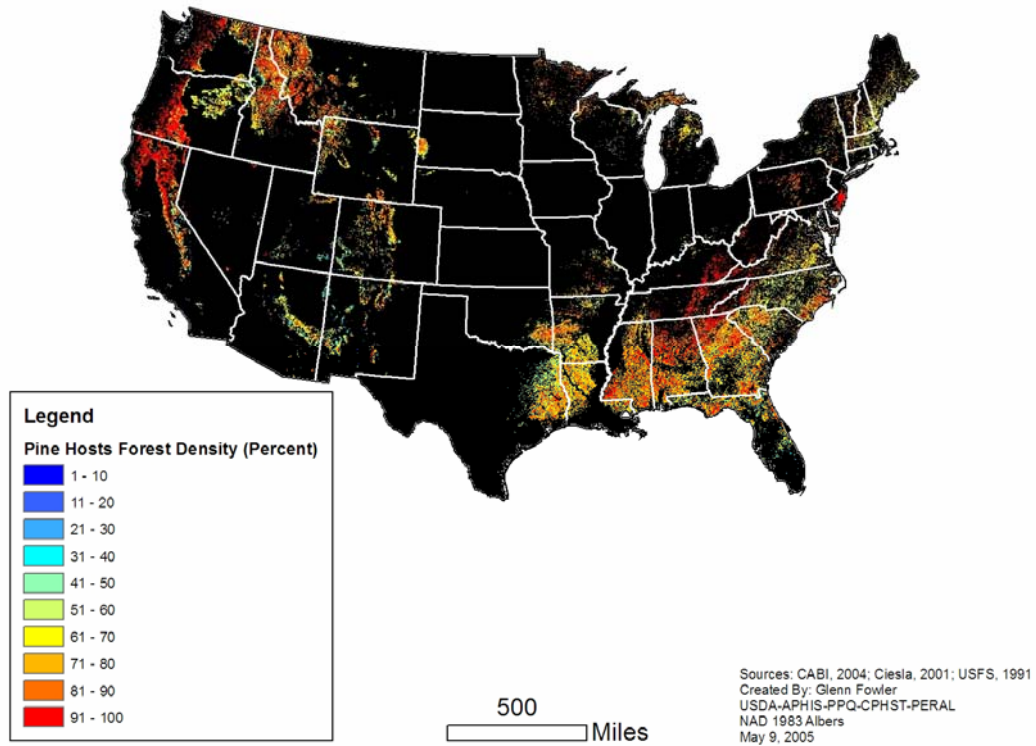 Legend
Pine Hosts Forest Density (Percent)
1 - 10
11 - 20
21 - 30
31 - 40
41 - 50
51 - 60
61 - 70
71 - 80
81 - 90
91 - 100
500
Miles
Sources: CABI, 2004; Ciesla, 2001; USFS, 1991
Created By: Glenn Fowler
USDA-APHIS-PPQ-CPHST-PERAL
NAD 1983 Albers
May 9, 2005